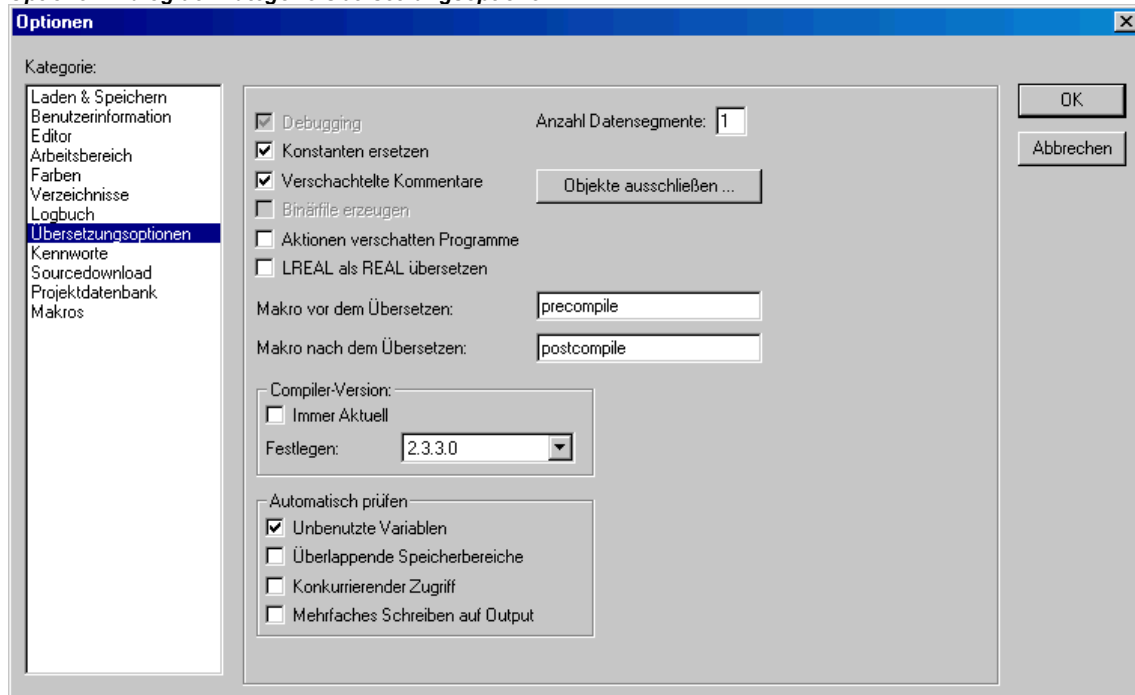 Optionen
Kategorie:
Laden & Speichern
Benutzerinformation
Editor
Arbeitsbereich
Farben
Verzeichnisse
Logbuch
Übersetzungsoptionen
Kennworte
Sourcedownload
Projektdatenbank
Makros
Debugging
Anzahl Datensegmente: 1
Konstanten ersetzen
Verschachtelte Kommentare
Objekte ausschließen ...
Binärfile erzeugen
Aktionen verschatten Programme
LREAL als REAL übersetzen
Makro vor dem Übersetzen: precompile
Makro nach dem Übersetzen: postcompile
Compiler-Version:
Immer Aktuell
Festlegen: 2.3.3.0
Automatisch prüfen
Unbenutzte Variablen
Überlappende Speicherbereiche
Konkurrierender Zugriff
Mehrfaches Schreiben auf Output
OK
Abbrechen